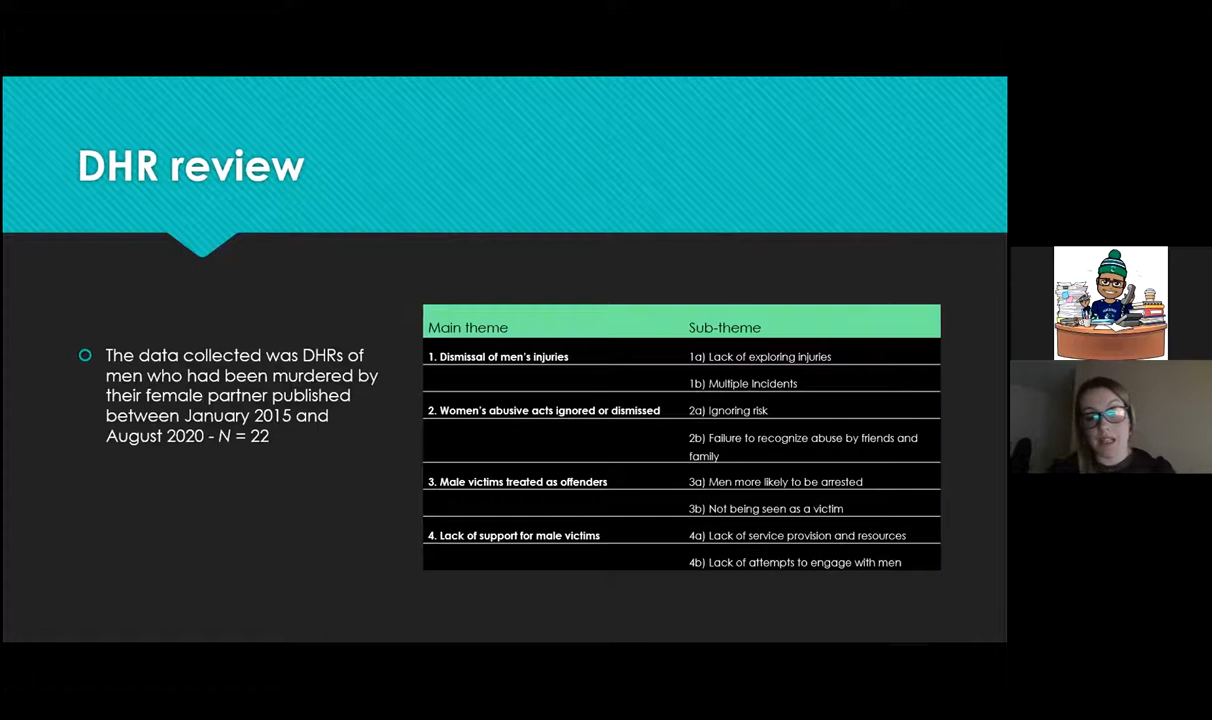 DHR review
The data collected was DHRs of
men who had been murdered by
their female partner published
between January 2015 and
August 2020 - N = 22
Main theme Sub-theme
1. Dismissal of men's injuries 1a) Lack of exploring injuries
1b) Multiple Incidents
2. Women's abusive acts ignored or dismissed 2a) Ignoring risk
2b) Failure to recognize abuse by friends and
family
3. Male victims treated as offenders 3a) Men more likely to be arrested
3b) Not being seen as a victim
4. Lack of support for male victims 4a) Lack of service provision and resources
4b) Lack of attempts to engage with men